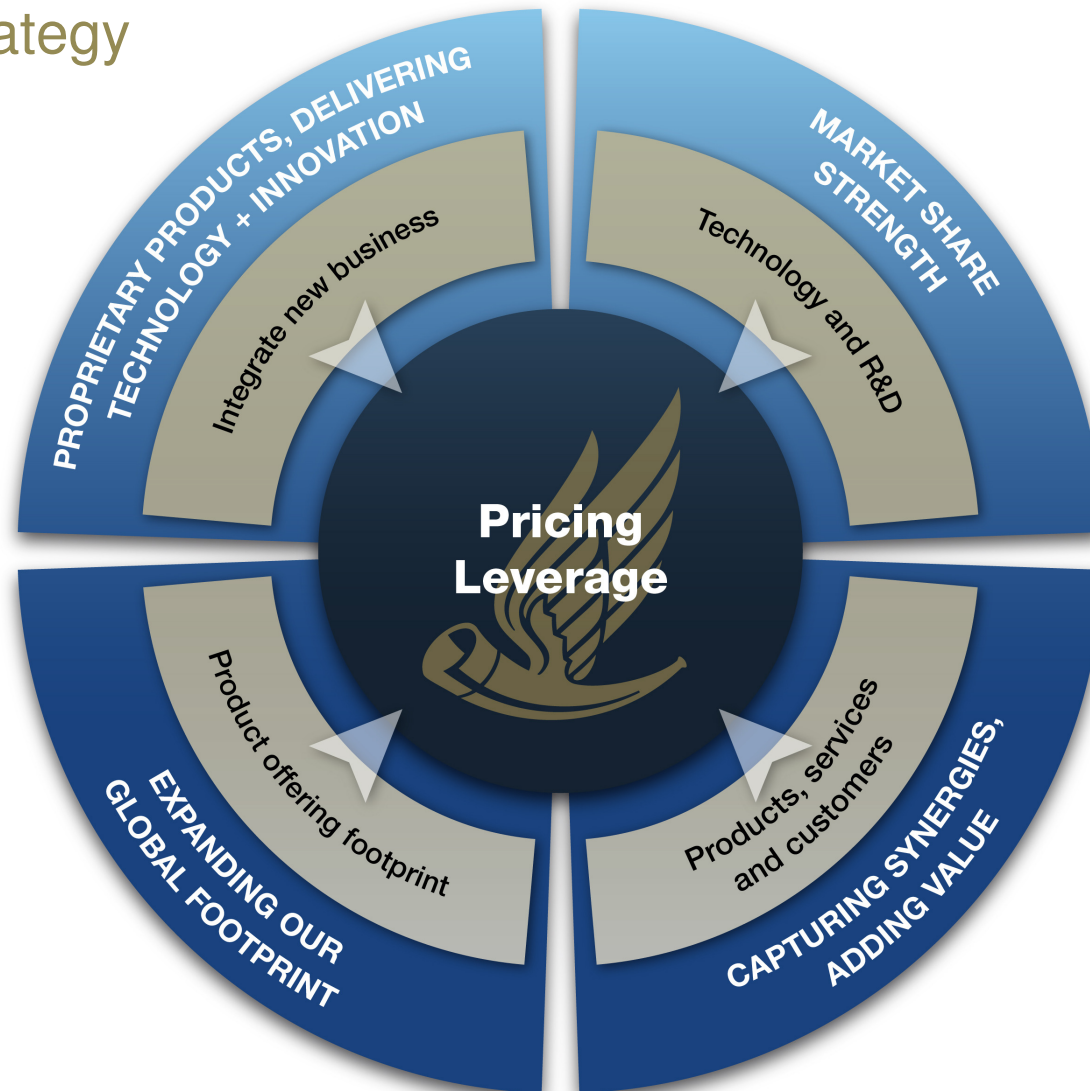 ategy
PROPRIETARY PRODUCTS, DELIVERING
TECHNOLOGY + INNOVATION
Integrate new business
MARKET SHARE
STRENGTH
Technology and R&D
Pricing
Leverage
Product offering footprint
EXPANDING OUR
GLOBAL FOOTPRINT
Products, services
and customers
CAPTURING SYNERGIES,
ADDING VALUE